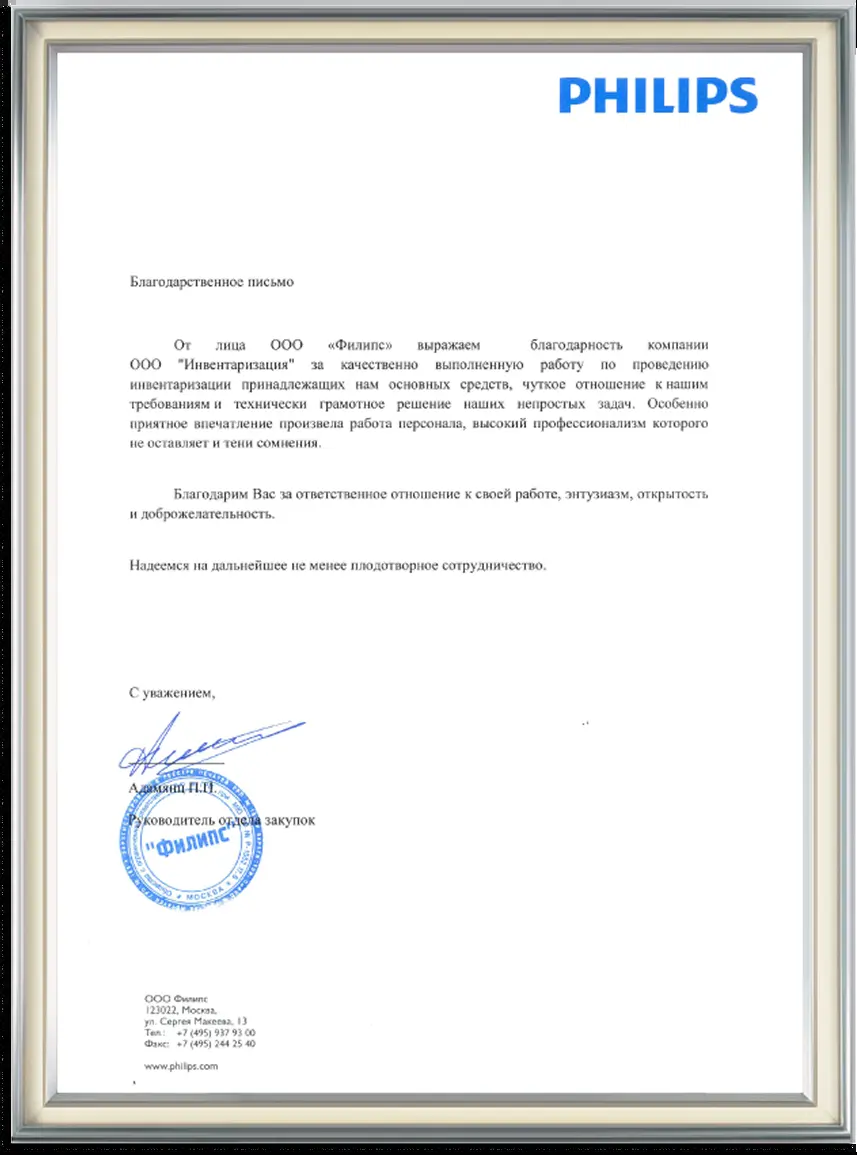 PHILIPS
Благодарственное письмо
От лица ООО «Филипс» выражаем благодарность компании
ООО "Инвентаризация" за качественно выполненную работу по проведению
инвентаризации принадлежащих нам основных средств, чуткое отношение к нашим
требованиям и технически грамотное решение наших непростых задач. Особенно
приятное впечатление произвела работа персонала, высокий профессионализм которого
не оставляет и тени сомнения.
Благодарим Вас за ответственное отношение к своей работе, энтузиазм, открытость
и доброжелательность.
Надеемся на дальнейшее не менее плодотворное сотрудничество.
С уважением,
Адамянц П.П.
Руководитель отдела закупок
"ФИЛИПС"
МОСКВА
ООО Филипс
123022, Москва,
ул. Сергея Макеева, 13
Тел.: +7 (495) 937 93 00
Факс: +7 (495) 244 25 40
www.philips.com